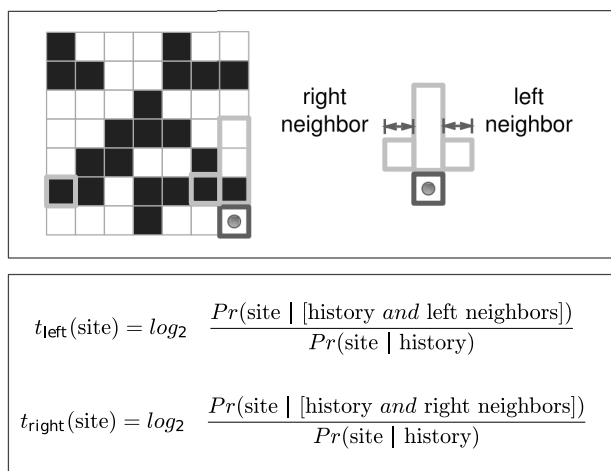 right neighbor
left neighbor
t_left(site) = log_2 Pr(site | [history and left neighbors]) / Pr(site | history)
t_right(site) = log_2 Pr(site | [history and right neighbors]) / Pr(site | history)